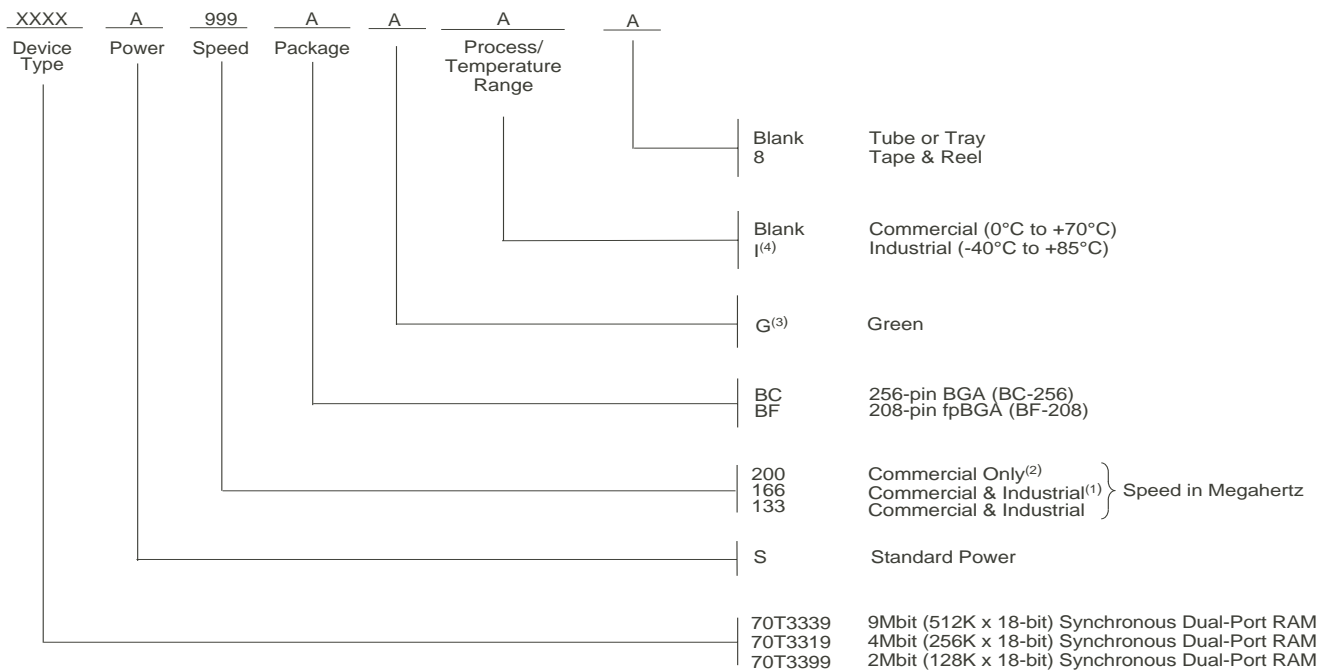 XXXX A 999 A A A A
Device Type Power Speed Package Process/ Temperature Range
Blank Tube or Tray
8 Tape & Reel
Blank Commercial (0°C to +70°C)
I(4) Industrial (-40°C to +85°C)
G(3) Green
BC 256-pin BGA (BC-256)
BF 208-pin fpBGA (BF-208)
200 Commercial Only(2)
166 Commercial & Industrial(1) Speed in Megahertz
133 Commercial & Industrial
S Standard Power
70T3339 9Mbit (512K x 18-bit) Synchronous Dual-Port RAM
70T3319 4Mbit (256K x 18-bit) Synchronous Dual-Port RAM
70T3399 2Mbit (128K x 18-bit) Synchronous Dual-Port RAM